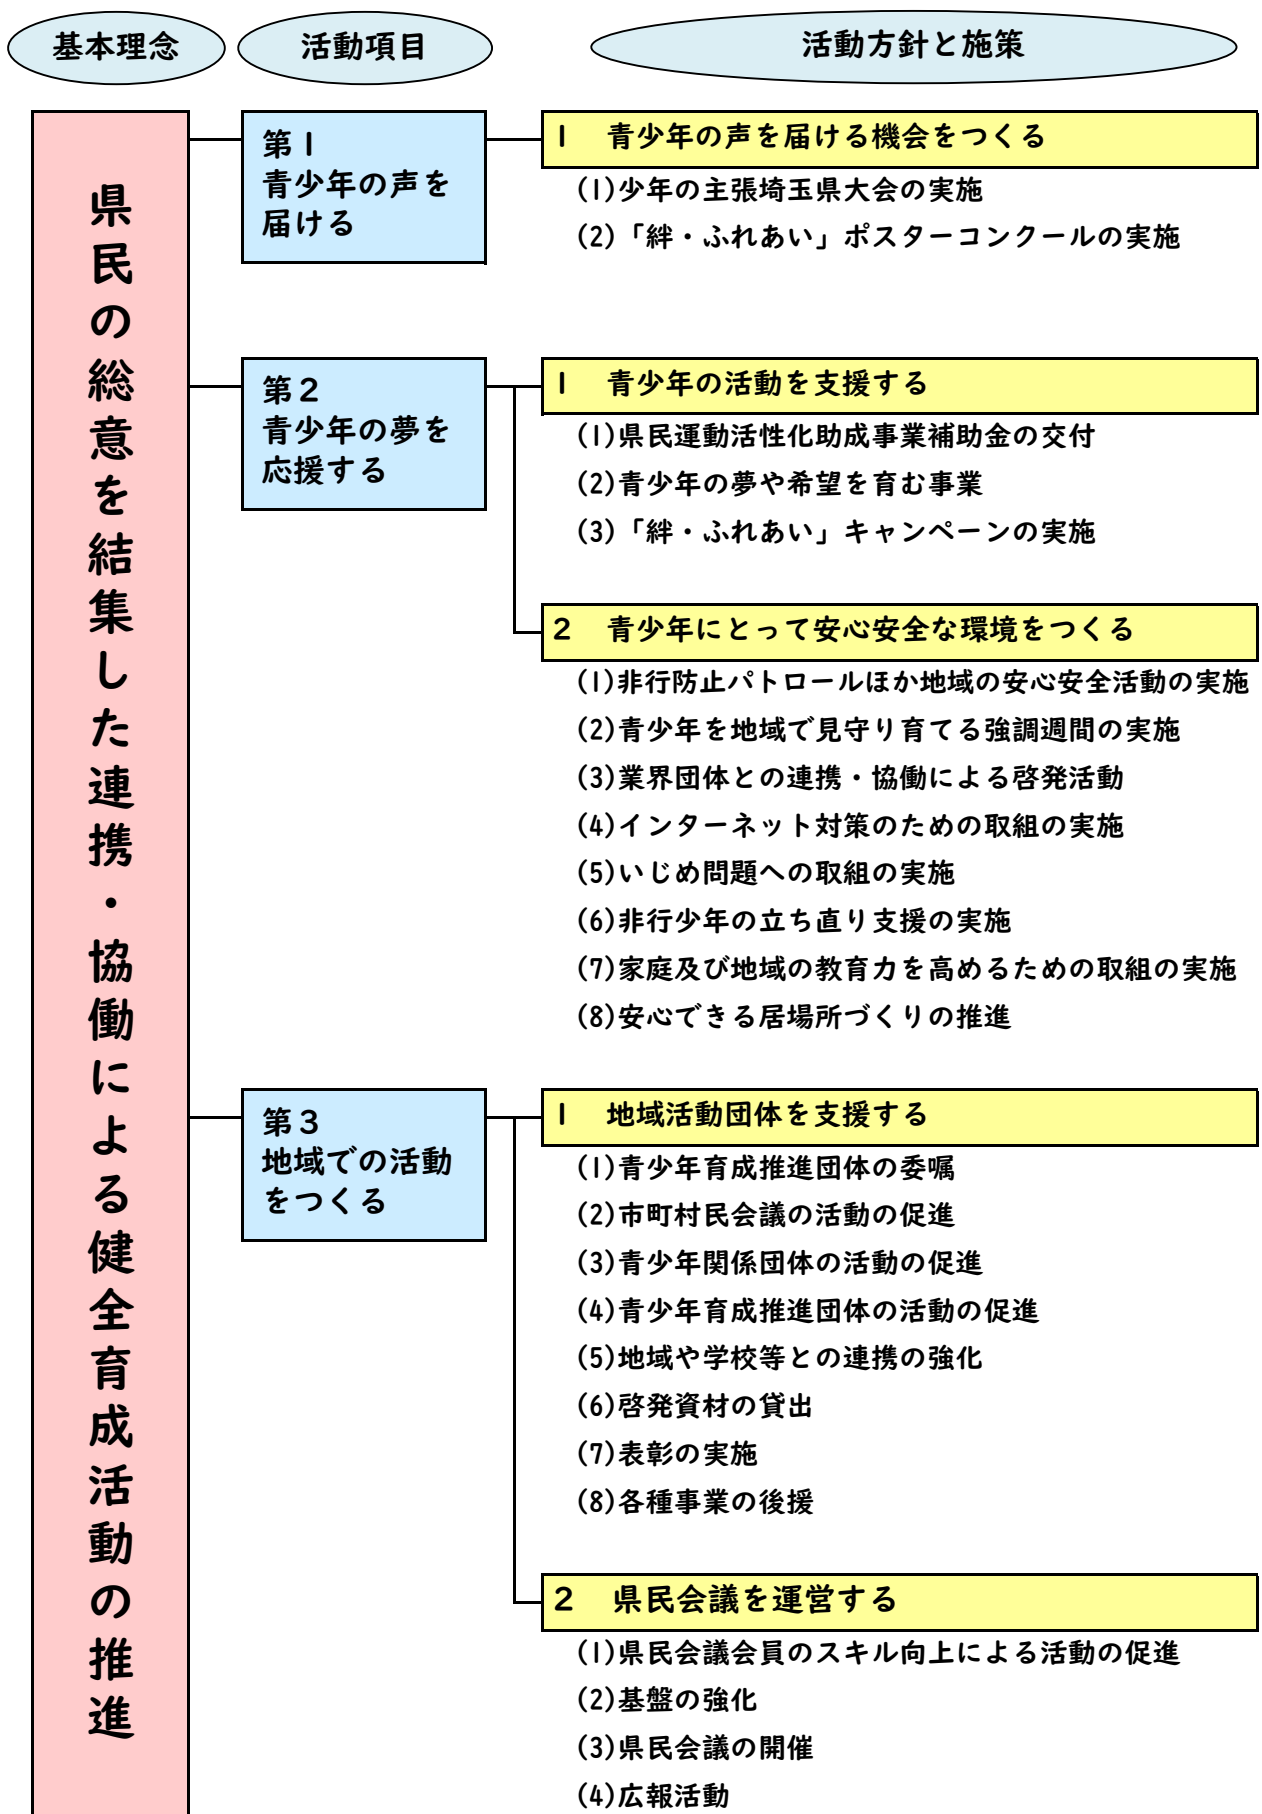 基本理念
活動項目
活動方針と施策
県民の総意を結集した連携・協働による健全育成活動の推進
第1
青少年の声を
届ける
1 青少年の声を届ける機会をつくる
(1)少年の主張埼玉県大会の実施
(2)「絆・ふれあい」ポスターコンクールの実施
第2
青少年の夢を
応援する
1 青少年の活動を支援する
(1)県民運動活性化助成事業補助金の交付
(2)青少年の夢や希望を育む事業
(3)「絆・ふれあい」キャンペーンの実施
2 青少年にとって安心安全な環境をつくる
(1)非行防止パトロールほか地域の安心安全活動の実施
(2)青少年を地域で見守り育てる強調週間の実施
(3)業界団体との連携・協働による啓発活動
(4)インターネット対策のための取組の実施
(5)いじめ問題への取組の実施
(6)非行少年の立ち直り支援の実施
(7)家庭及び地域の教育力を高めるための取組の実施
(8)安心できる居場所づくりの推進
第3
地域での活動
をつくる
1 地域活動団体を支援する
(1)青少年育成推進団体の委嘱
(2)市町村民会議の活動の促進
(3)青少年関係団体の活動の促進
(4)青少年育成推進団体の活動の促進
(5)地域や学校等との連携の強化
(6)啓発資材の貸出
(7)表彰の実施
(8)各種事業の後援
2 県民会議を運営する
(1)県民会議会員のスキル向上による活動の促進
(2)基盤の強化
(3)県民会議の開催
(4)広報活動